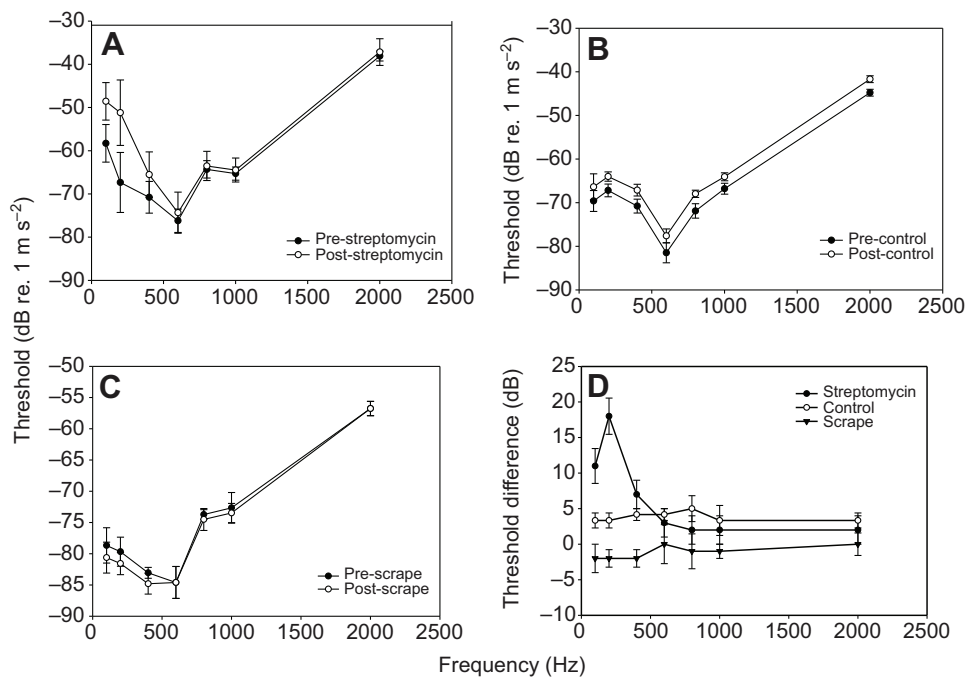 A
–30
–40
–50
–60
–70
–80
–90
0 500 1000 1500 2000 2500
Pre-streptomycin
Post-streptomycin
B
Threshold (dB re. 1 m s–2)
–30
–40
–50
–60
–70
–80
–90
0 500 1000 1500 2000 2500
Pre-control
Post-control
Threshold (dB re. 1 m s–2)
C
–50
–55
–60
–65
–70
–75
–80
–85
–90
0 500 1000 1500 2000 2500
Pre-scrape
Post-scrape
D
Threshold difference (dB)
25
20
15
10
5
0
–5
–10
0 500 1000 1500 2000 2500
Streptomycin
Control
Scrape
Frequency (Hz)